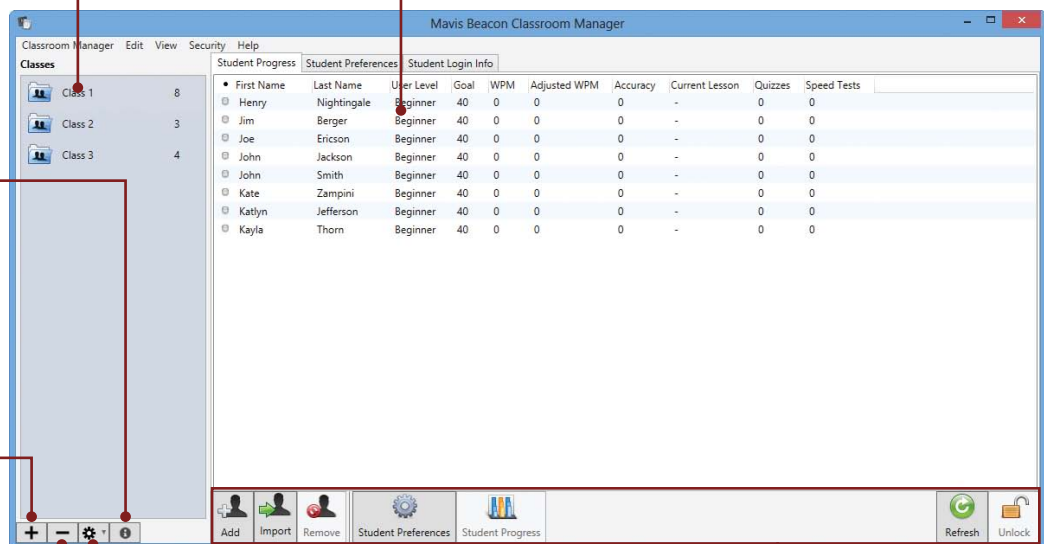 Mavis Beacon Classroom Manager
Classroom Manager Edit View Security Help
Classes
Class 1 8
Class 2 3
Class 3 4
Student Progress Student Preferences Student Login Info
First Name Last Name User Level Goal WPM Adjusted WPM Accuracy Current Lesson Quizzes Speed Tests
Henry Nightingale Beginner 40 0 0 0 - 0 0
Jim Berger Beginner 40 0 0 0 - 0 0
Joe Ericson Beginner 40 0 0 0 - 0 0
John Jackson Beginner 40 0 0 0 - 0 0
John Smith Beginner 40 0 0 0 - 0 0
Kate Zampini Beginner 40 0 0 0 - 0 0
Katlyn Jefferson Beginner 40 0 0 0 - 0 0
Kayla Thorn Beginner 40 0 0 0 - 0 0
Add Import Remove Student Preferences Student Progress Refresh Unlock